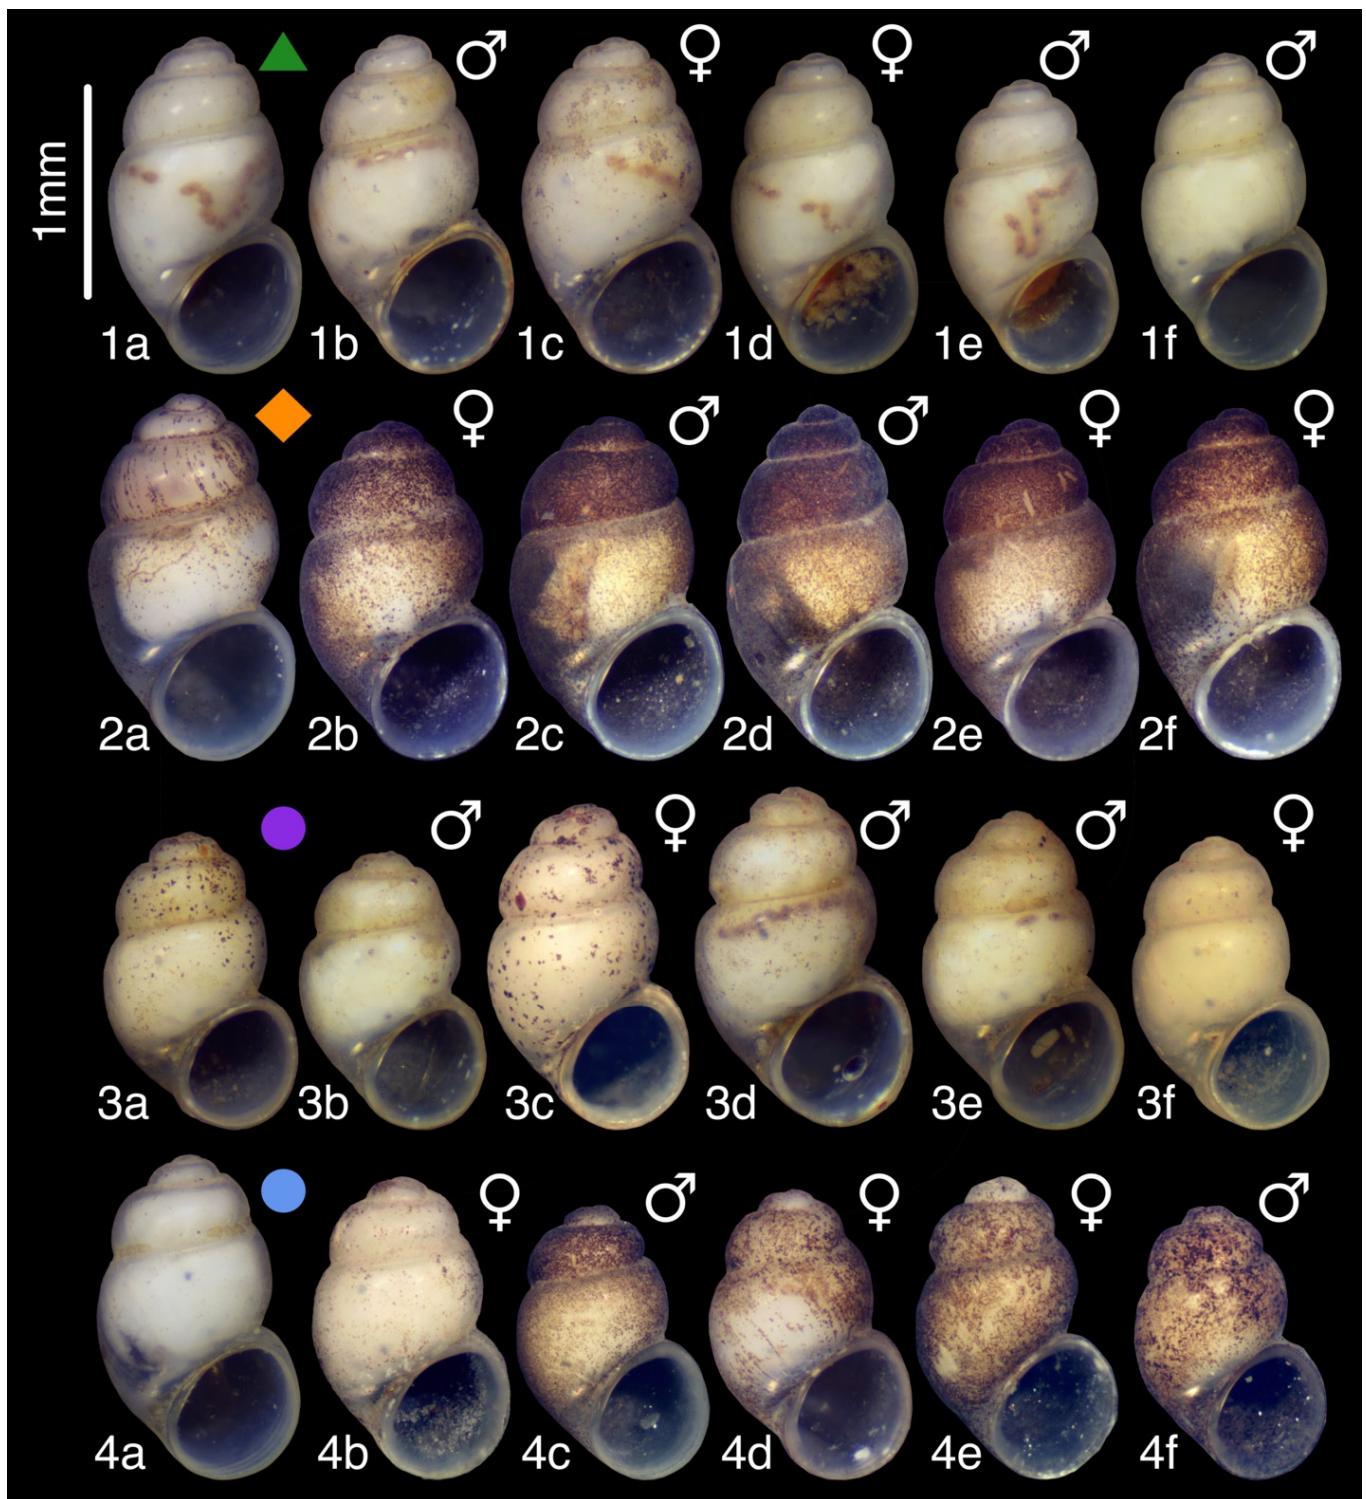 ♂ ♀ ♀ ♂ ♂
1mm
1a 1b 1c 1d 1e 1f
♀ ♂ ♂ ♀ ♀
2a 2b 2c 2d 2e 2f
♂ ♀ ♂ ♂ ♀
3a 3b 3c 3d 3e 3f
♀ ♂ ♀ ♀ ♂
4a 4b 4c 4d 4e 4f